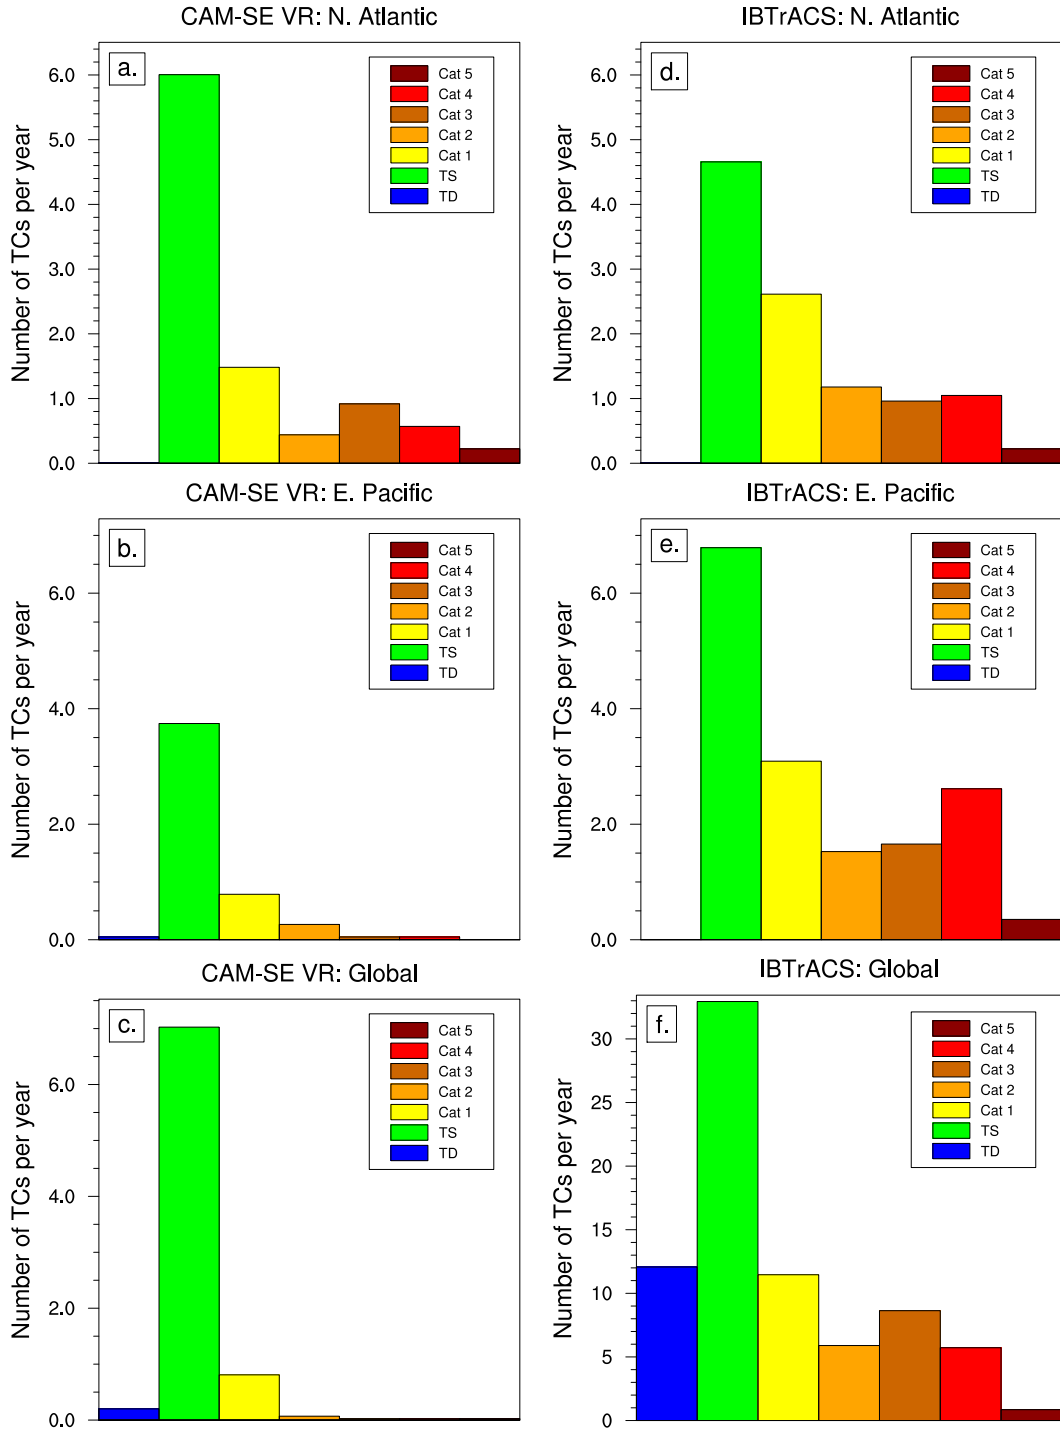 CAM-SE VR: N. Atlantic
a.
Number of TCs per year
6.0
5.0
4.0
3.0
2.0
1.0
0.0
Cat 5
Cat 4
Cat 3
Cat 2
Cat 1
TS
TD
IBTrACS: N. Atlantic
d.
Number of TCs per year
6.0
5.0
4.0
3.0
2.0
1.0
0.0
Cat 5
Cat 4
Cat 3
Cat 2
Cat 1
TS
TD
CAM-SE VR: E. Pacific
b.
Number of TCs per year
6.0
4.0
2.0
0.0
Cat 5
Cat 4
Cat 3
Cat 2
Cat 1
TS
TD
IBTrACS: E. Pacific
e.
Number of TCs per year
6.0
4.0
2.0
0.0
Cat 5
Cat 4
Cat 3
Cat 2
Cat 1
TS
TD
CAM-SE VR: Global
c.
Number of TCs per year
6.0
4.0
2.0
0.0
Cat 5
Cat 4
Cat 3
Cat 2
Cat 1
TS
TD
IBTrACS: Global
f.
Number of TCs per year
30
25
20
15
10
5
0
Cat 5
Cat 4
Cat 3
Cat 2
Cat 1
TS
TD